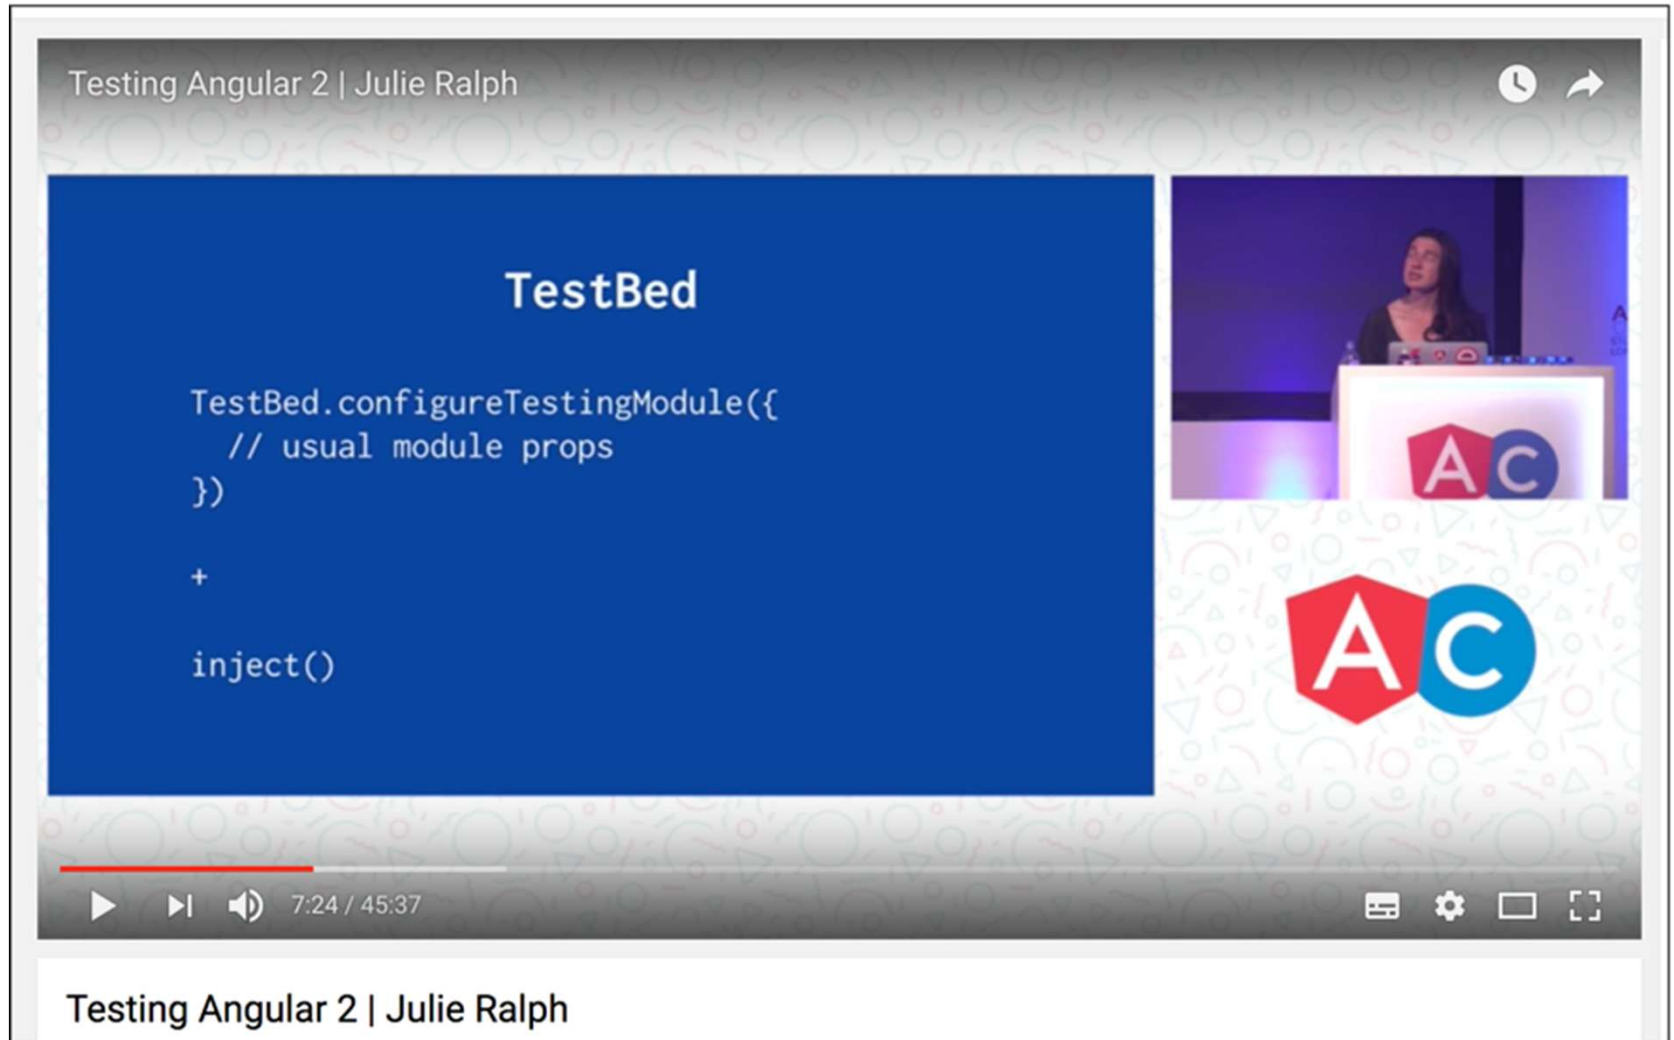 Testing Angular 2 | Julie Ralph
TestBed
TestBed.configureTestingModule({
// usual module props
})
+
inject()
A
AC
AC
7:24 / 45:37
Testing Angular 2 | Julie Ralph